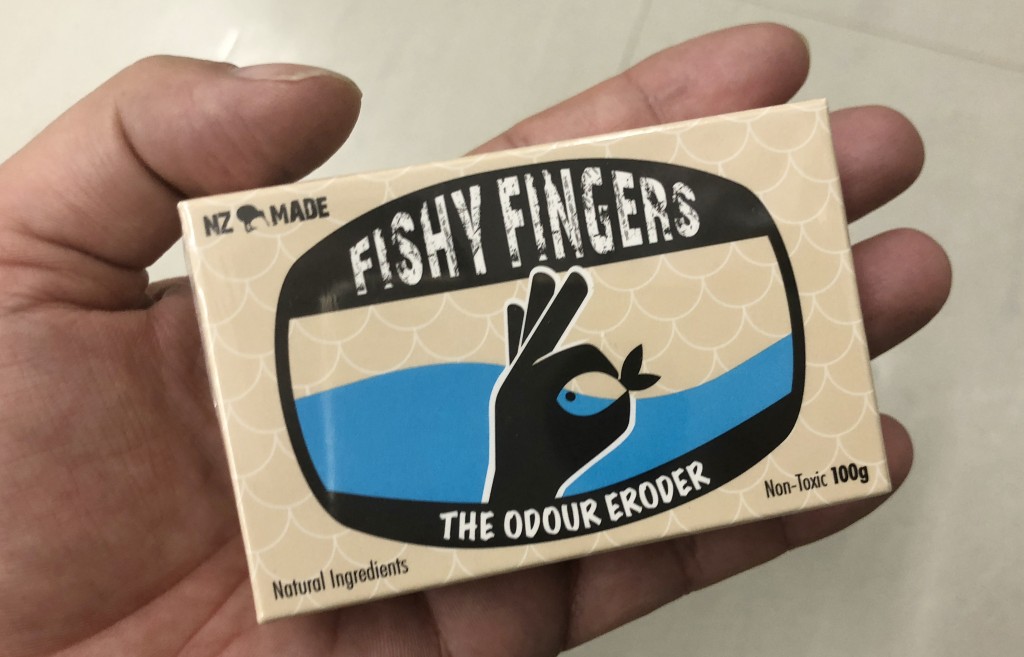 NZ MADE
FISHY FINGERS
THE ODOUR ERODER
Non-Toxic 100g
Natural Ingredients